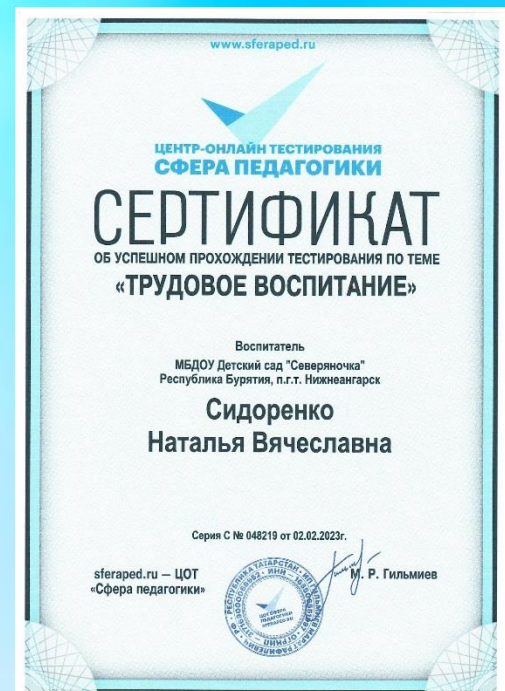 www.sferaped.ru
ЦЕНТР-ОНЛАЙН ТЕСТИРОВАНИЯ
СФЕРА ПЕДАГОГИКИ
СЕРТИФИКАТ
ОБ УСПЕШНОМ ПРОХОЖДЕНИИ ТЕСТИРОВАНИЯ ПО ТЕМЕ
«ТРУДОВОЕ ВОСПИТАНИЕ»
Воспитатель
МБДОУ Детский сад "Северяночка"
Республика Бурятия, п.г.т. Нижнеангарск
Сидоренко
Наталья Вячеславна
Серия С № 048219 от 02.02.2023г.
sferaped.ru — ЦОТ
«Сфера педагогики»
М. Р. Гильмиев